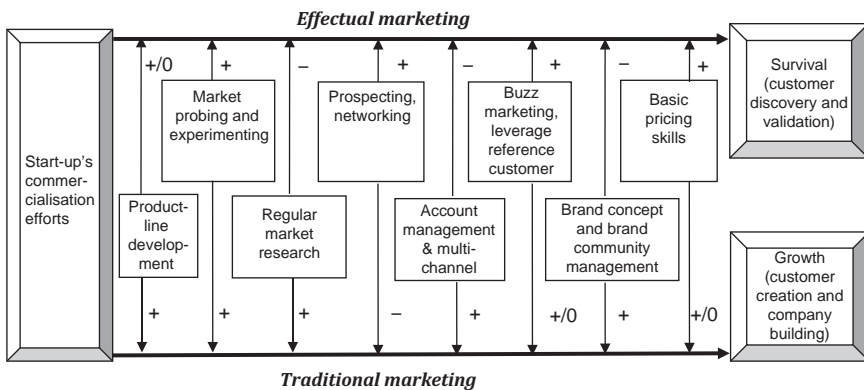 Effectual marketing
+/0
+
–
+
–
+
–
+
Start-up's
commer-
cialisation
efforts
Product-
line develop-
ment
Market
probing and
experimenting
Regular
market
research
Prospecting,
networking
Account
management
& multi-
channel
Buzz
marketing,
leverage
reference
customer
Brand concept
and brand
community
management
Basic
pricing
skills
Survival
(customer
discovery and
validation)
Growth
(customer
creation and
company
building)
+
+
+
–
+
+/0
+
+/0
Traditional marketing